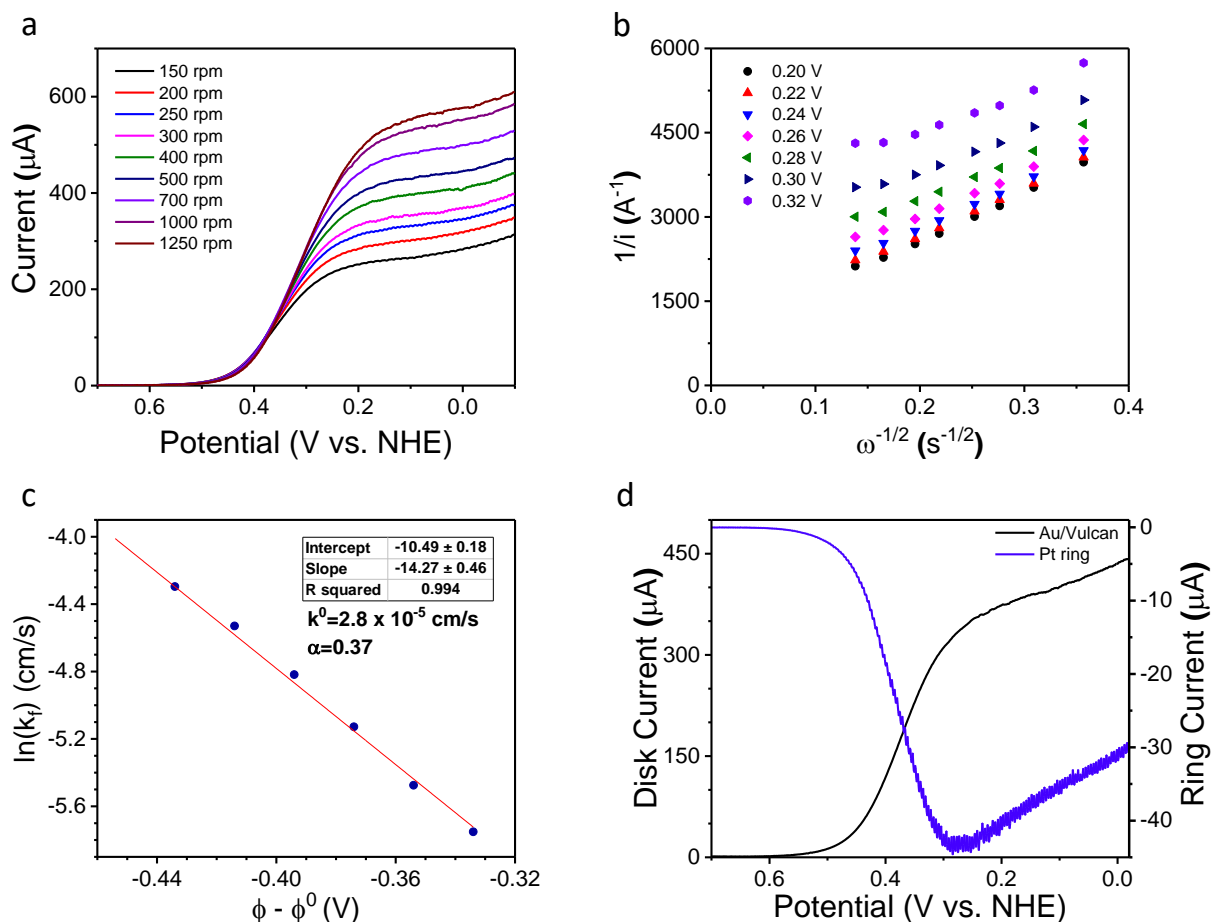 a
600
400
200
0
Current (μA)
150 rpm
200 rpm
250 rpm
300 rpm
400 rpm
500 rpm
700 rpm
1000 rpm
1250 rpm
0.6 0.4 0.2 0.0
Potential (V vs. NHE)
b
6000
4500
3000
1500
0
1/i (A⁻¹)
0.20 V
0.22 V
0.24 V
0.26 V
0.28 V
0.30 V
0.32 V
0.0 0.1 0.2 0.3 0.4
ω⁻¹/² (s⁻¹/²)
c
-4.0
-4.4
-4.8
-5.2
-5.6
ln(kf) (cm/s)
Intercept -10.49 ± 0.18
Slope -14.27 ± 0.46
R squared 0.994
k⁰=2.8 x 10⁻⁵ cm/s
α=0.37
-0.44 -0.40 -0.36 -0.32
ϕ - ϕ⁰ (V)
d
450
300
150
0
Disk Current (μA)
Au/Vulcan
Pt ring
0
-10
-20
-30
-40
Ring Current (μA)
0.6 0.4 0.2 0.0
Potential (V vs. NHE)